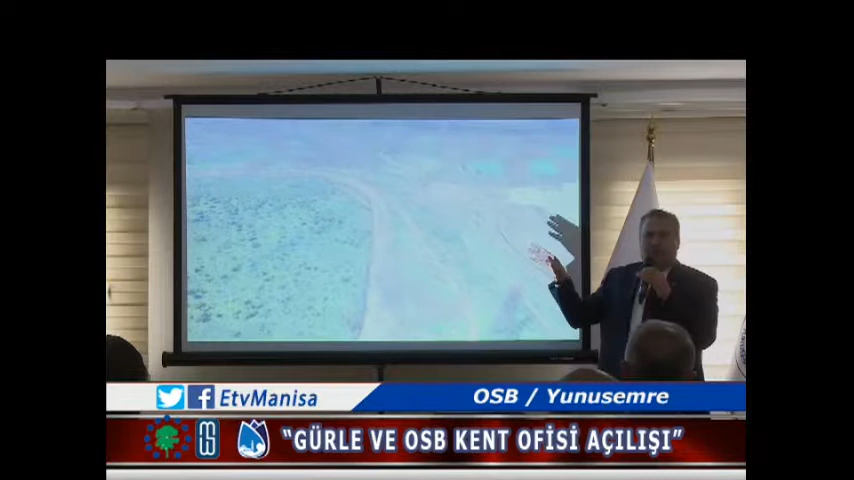 EtvManisa
OSB / Yunusemre
“GÜRLE VE OSB KENT OFİSİ AÇILIŞI”